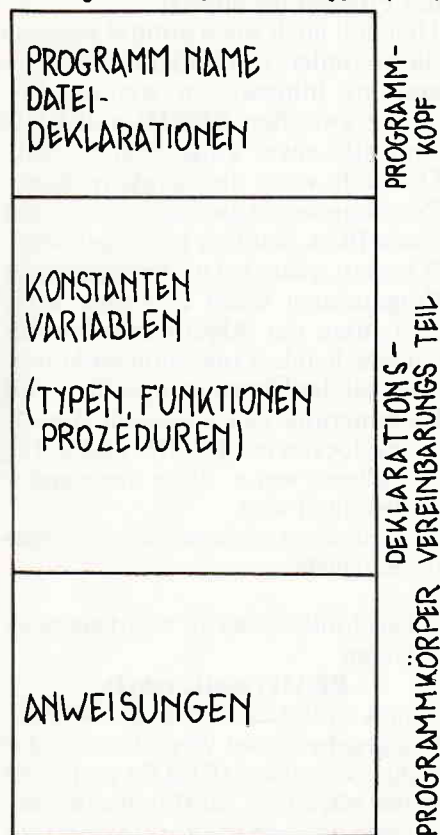 PROGRAMM NAME
DATEI-
DEKLARATIONEN
PROGRAMM-
KOPF
KONSTANTEN
VARIABLEN
(TYPEN, FUNKTIONEN
PROZEDUREN)
DEKLARATIONS-
VEREINBARUNGS TEIL
ANWEISUNGEN
PROGRAMMKÖRPER